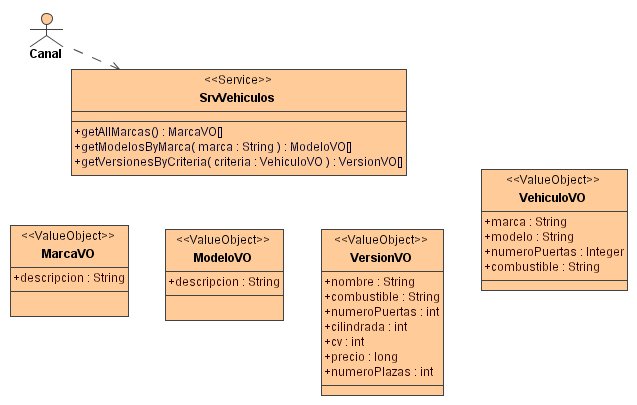 Canal
<<Service>>
SrvVehiculos
+getAllMarcas() : MarcaVO[]
+getModelosByMarca( marca : String ) : ModeloVO[]
+getVersionesByCriteria( criteria : VehiculoVO ) : VersionVO[]
<<ValueObject>>
VehiculoVO
+marca : String
+modelo : String
+numeroPuertas : Integer
+combustible : String
<<ValueObject>>
MarcaVO
+descripcion : String
<<ValueObject>>
ModeloVO
+descripcion : String
<<ValueObject>>
VersionVO
+nombre : String
+combustible : String
+numeroPuertas : int
+cilindrada : int
+cv : int
+precio : long
+numeroPlazas : int